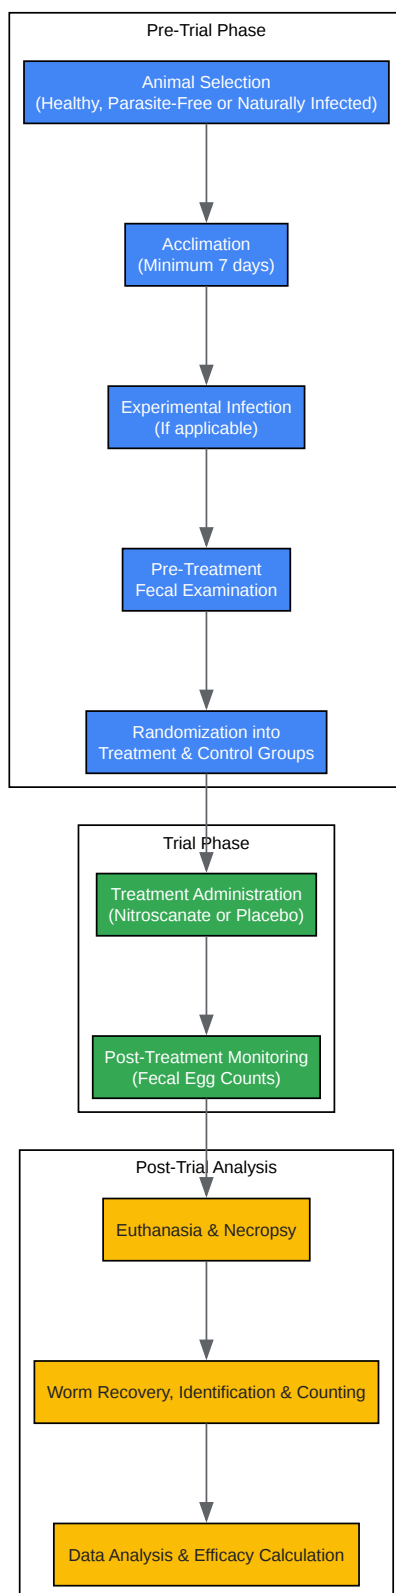 Pre-Trial Phase
Animal Selection
(Healthy, Parasite-Free or Naturally Infected)
Acclimation
(Minimum 7 days)
Experimental Infection
(If applicable)
Pre-Treatment
Fecal Examination
Randomization into
Treatment & Control Groups
Trial Phase
Treatment Administration
(Nitroscanate or Placebo)
Post-Treatment Monitoring
(Fecal Egg Counts)
Post-Trial Analysis
Euthanasia & Necropsy
Worm Recovery, Identification & Counting
Data Analysis & Efficacy Calculation